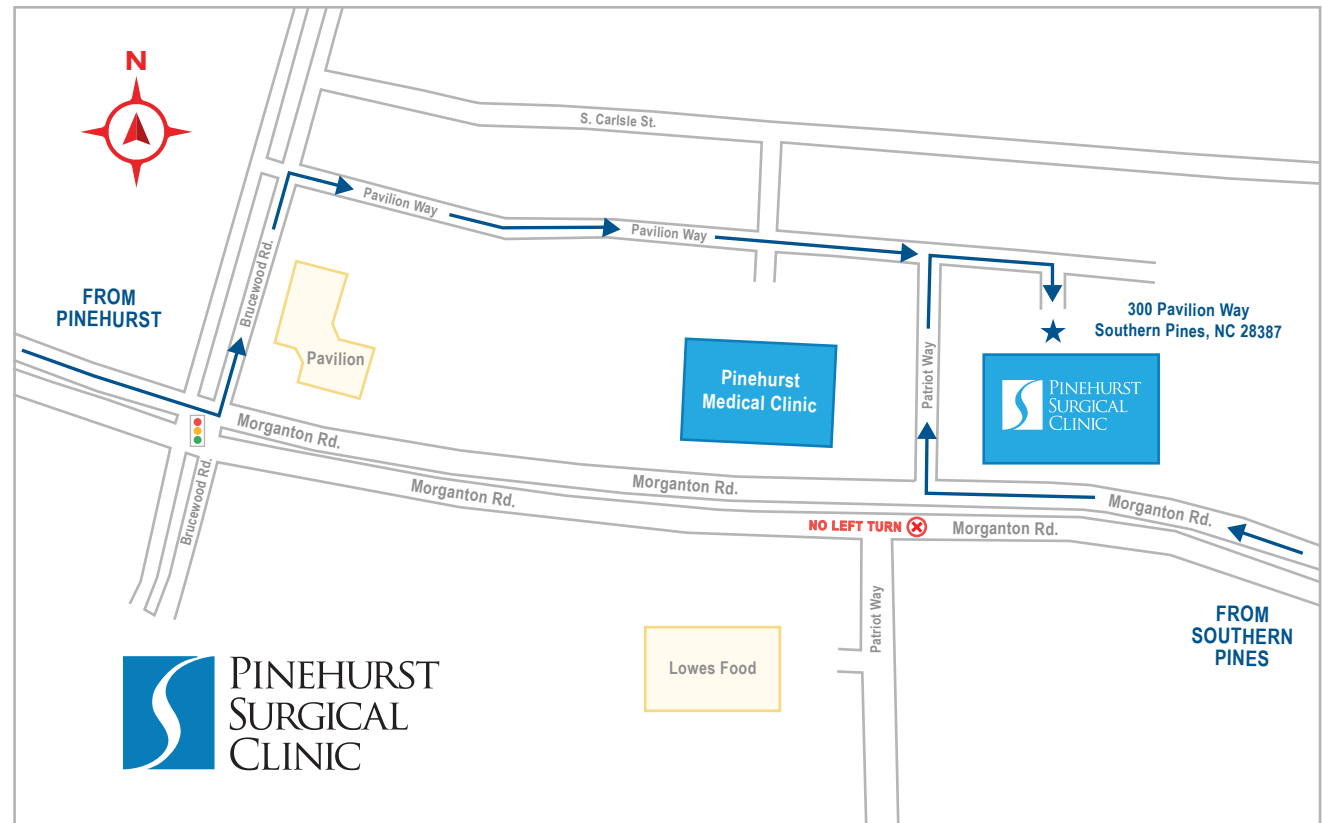 N
S. Carlsle St.
Pavilion Way
Pavilion Way
Brucewood Rd.
FROM
PINEHURST
Pavilion
300 Pavilion Way
Southern Pines, NC 28387
Patriot Way
Pinehurst
Medical Clinic
PINEHURST
SURGICAL
CLINIC
Morganton Rd.
Morganton Rd.
Morganton Rd.
Morganton Rd.
Brucewood Rd.
NO LEFT TURN
Morganton Rd.
Patriot Way
FROM
SOUTHERN
PINES
Lowes Food
PINEHURST
SURGICAL
CLINIC